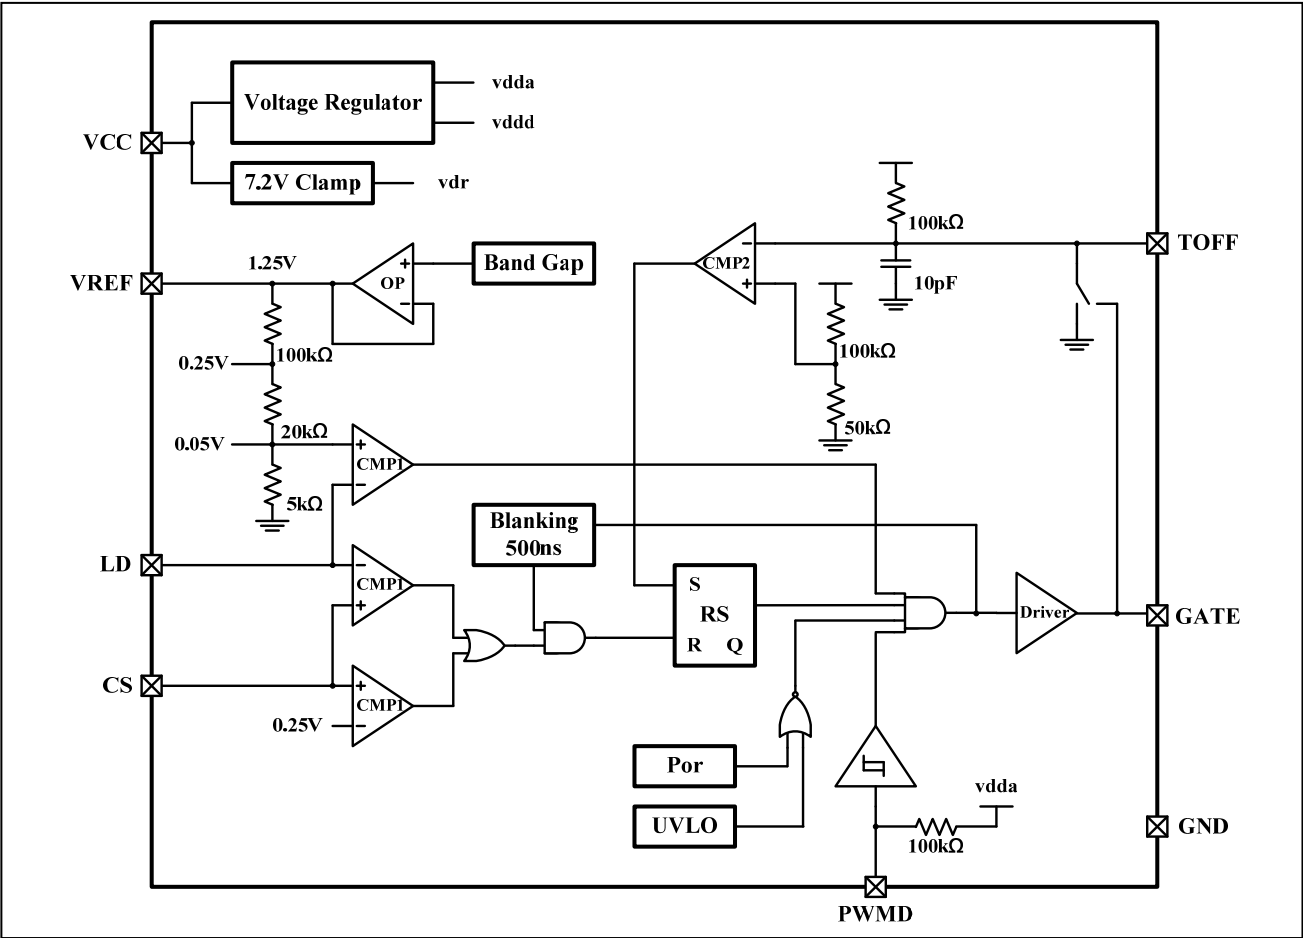 vdda
Voltage Regulator
vddd
VCC
7.2V Clamp
vdr
100kΩ
TOFF
CMP2
VREF
1.25V
OP
Band Gap
10pF
100kΩ
0.25V
100kΩ
20kΩ
50kΩ
0.05V
CMP1
5kΩ
Blanking
500ns
LD
CMP1
S
RS
R
Q
Driver
GATE
CS
CMP1
0.25V
Por
vdda
UVLO
100kΩ
GND
PWMD